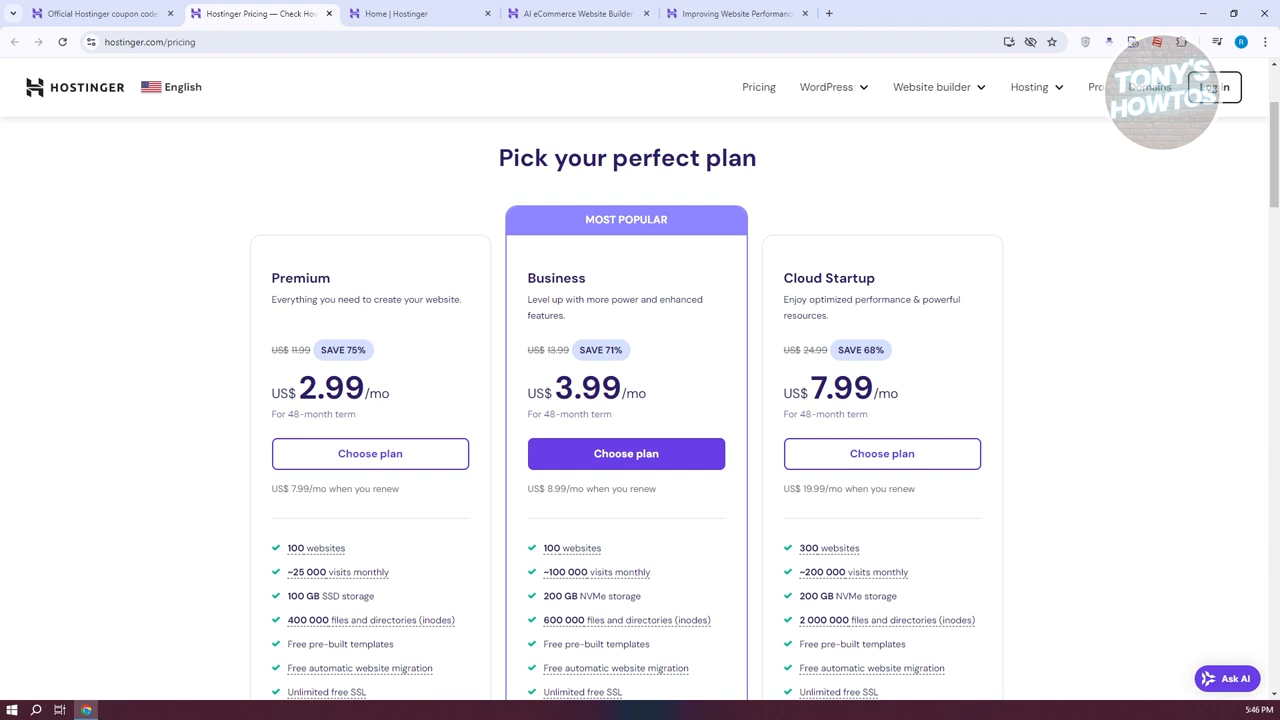 Official Hostinger coupon code
Hostinger Pricing — Check How
Home | Hostinger
AI eCommerce Website Builder
Improving Website Performanc
hostinger.com/pricing
R
HOSTINGER
English
Pricing
WordPress
Website builder
Hosting
Pro
Domains
Log in
TONY'S
HOWTOS
Pick your perfect plan
MOST POPULAR
Premium
Everything you need to create your website.
US$ 11.99 SAVE 75%
US$ 2.99/mo
For 48-month term
Choose plan
US$ 7.99/mo when you renew
100 websites
~25 000 visits monthly
100 GB SSD storage
400 000 files and directories (inodes)
Free pre-built templates
Free automatic website migration
Unlimited free SSL
Business
Level up with more power and enhanced
features.
US$ 13.99 SAVE 71%
US$ 3.99/mo
For 48-month term
Choose plan
US$ 8.99/mo when you renew
100 websites
~100 000 visits monthly
200 GB NVMe storage
600 000 files and directories (inodes)
Free pre-built templates
Free automatic website migration
Unlimited free SSL
Cloud Startup
Enjoy optimized performance & powerful
resources.
US$ 24.99 SAVE 68%
US$ 7.99/mo
For 48-month term
Choose plan
US$ 19.99/mo when you renew
300 websites
~200 000 visits monthly
200 GB NVMe storage
2 000 000 files and directories (inodes)
Free pre-built templates
Free automatic website migration
Unlimited free SSL
Ask AI
5:46 PM